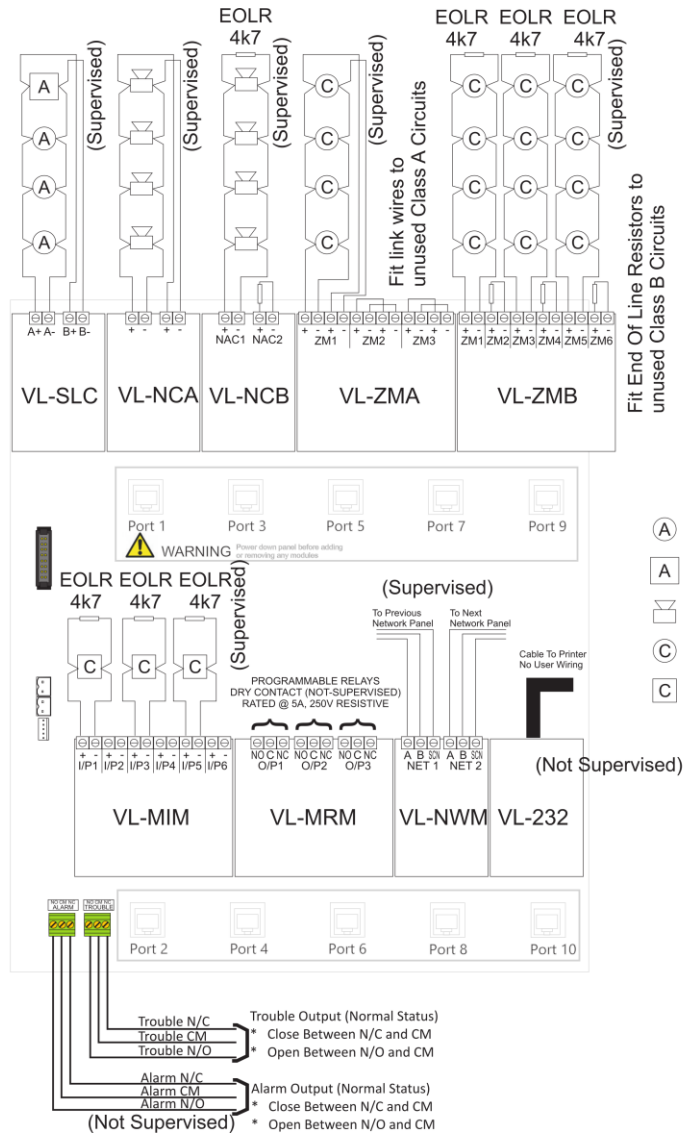 EOLR
4k7
EOLR EOLR EOLR
4k7 4k7 4k7
(Supervised)
(Supervised)
(Supervised)
(Supervised)
(Supervised)
A
A
A
A
C
C
C
C
C C C
C C C
C C C
C C C
Fit link wires to
unused Class A Circuits
Fit End Of Line Resistors to
unused Class B Circuits
A+ A- B+ B-
+ - + -
+ - + -
NAC1 NAC2
+ - + - + - + - + - + -
ZM1 ZM2 ZM3
+ - + - + - + - + - + -
ZM1 ZM2 ZM3 ZM4 ZM5 ZM6
VL-SLC
VL-NCA
VL-NCB
VL-ZMA
VL-ZMB
Port 1
Port 3
Port 5
Port 7
Port 9
WARNING
Power down panel before adding
or removing any modules
A
A
C
C
EOLR EOLR EOLR
4k7 4k7 4k7
(Supervised)
C C C
PROGRAMMABLE RELAYS
DRY CONTACT (NOT-SUPERVISED)
RATED @ 5A, 250V RESISTIVE
(Supervised)
To Previous
Network Panel
To Next
Network Panel
Cable To Printer
No User Wiring
(Not Supervised)
+ - + - + - + - + - + -
I/P1 I/P2 I/P3 I/P4 I/P5 I/P6
NO C NC NO C NC NO C NC
O/P1 O/P2 O/P3
A B SCN A B SCN
NET 1 NET 2
VL-MIM
VL-MRM
VL-NWM
VL-232
NO CM NC
ALARM
NO CM NC
TROUBLE
Port 2
Port 4
Port 6
Port 8
Port 10
Trouble N/C
Trouble CM
Trouble N/O
Trouble Output (Normal Status)
* Close Between N/C and CM
* Open Between N/O and CM
Alarm N/C
Alarm CM
Alarm N/O
(Not Supervised)
Alarm Output (Normal Status)
* Close Between N/C and CM
* Open Between N/O and CM